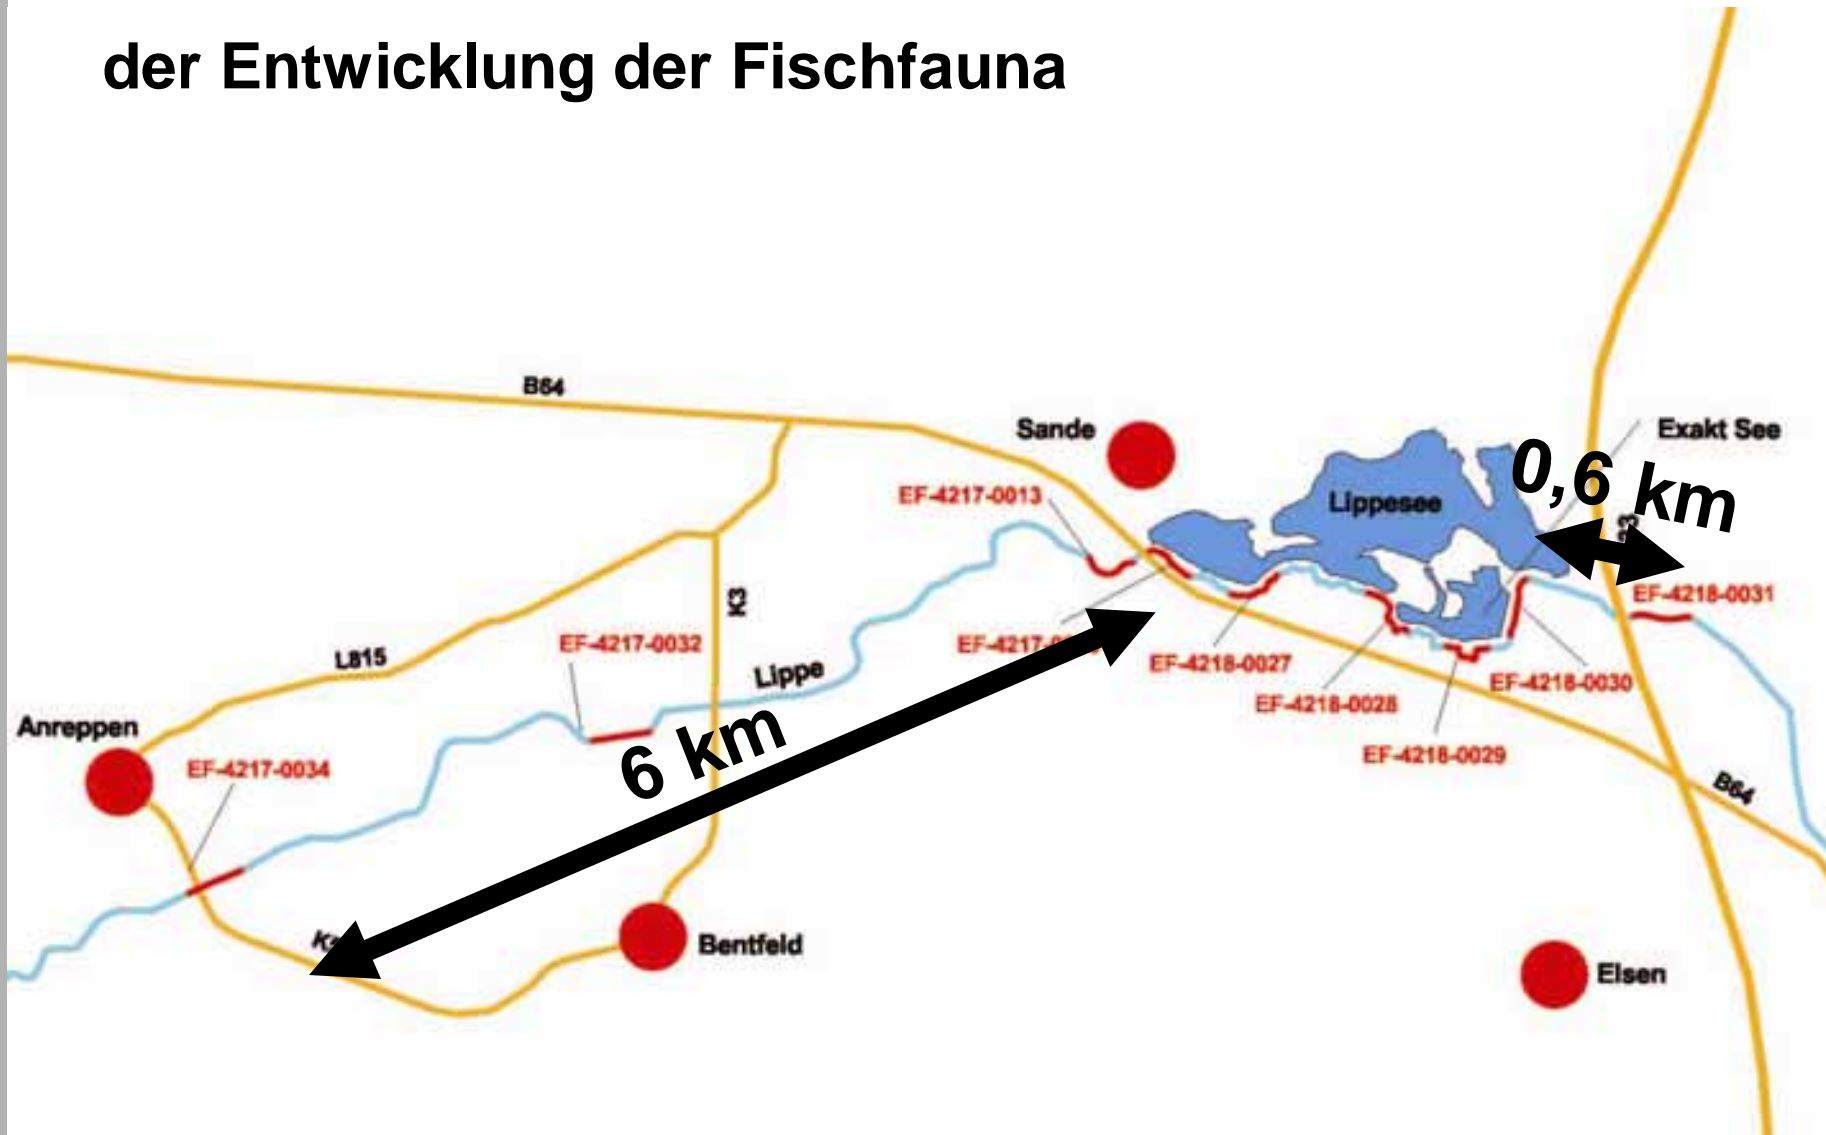 der Entwicklung der Fischfauna
B64
Sande
Exakt See
0,6 km
EF-4217-0013
Lippesee
K3
EF-4218-0031
EF-4217-0032
L815
Lippe
EF-4218-0027
EF-4218-0030
EF-4218-0028
Anreppen
6 km
EF-4218-0029
EF-4217-0034
B64
Bentfeld
Elsen